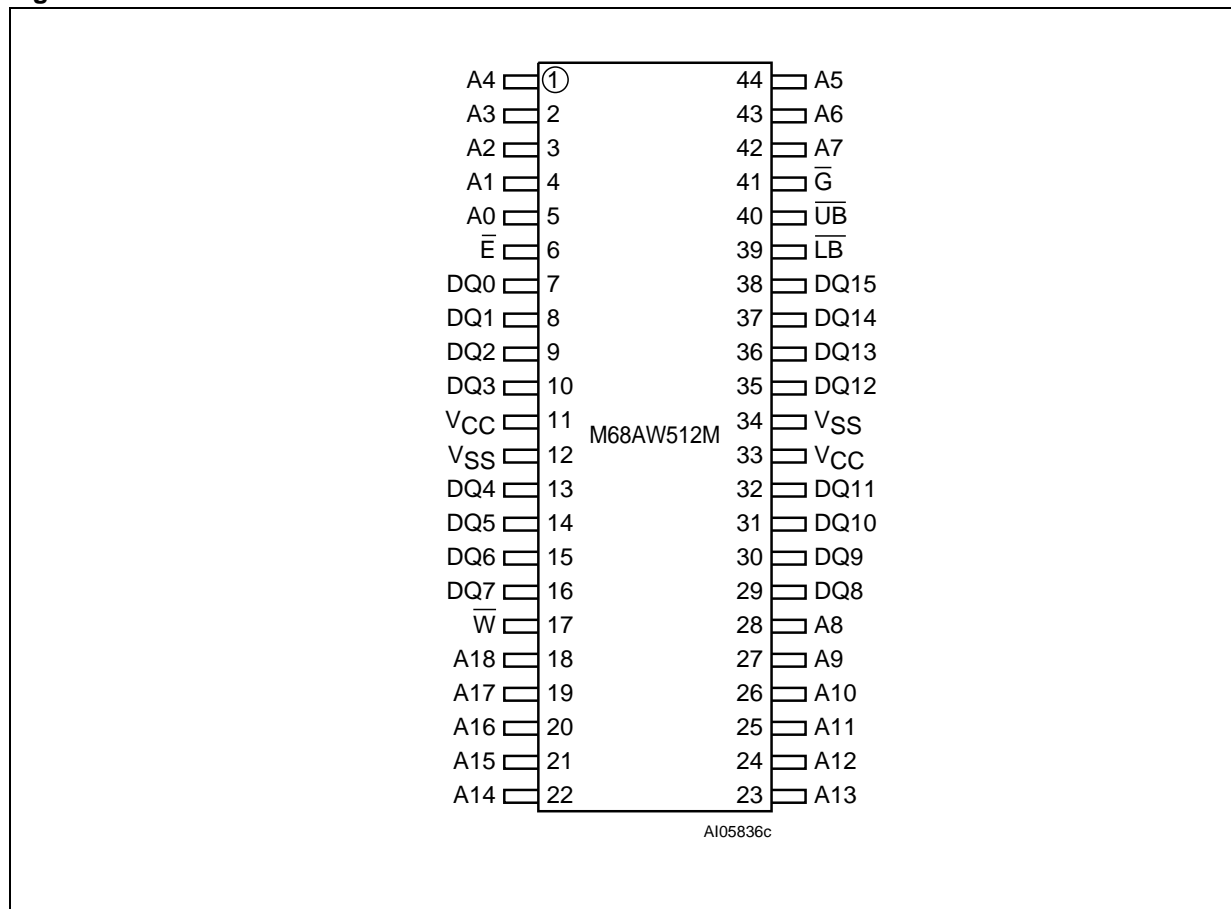 A4 1 44 A5
A3 2 43 A6
A2 3 42 A7
A1 4 41 G̅
A0 5 40 U̅B̅
E̅ 6 39 L̅B̅
DQ0 7 38 DQ15
DQ1 8 37 DQ14
DQ2 9 36 DQ13
DQ3 10 35 DQ12
VCC 11 34 VSS
M68AW512M
VSS 12 33 VCC
DQ4 13 32 DQ11
DQ5 14 31 DQ10
DQ6 15 30 DQ9
DQ7 16 29 DQ8
W̅ 17 28 A8
A18 18 27 A9
A17 19 26 A10
A16 20 25 A11
A15 21 24 A12
A14 22 23 A13
AI05836c